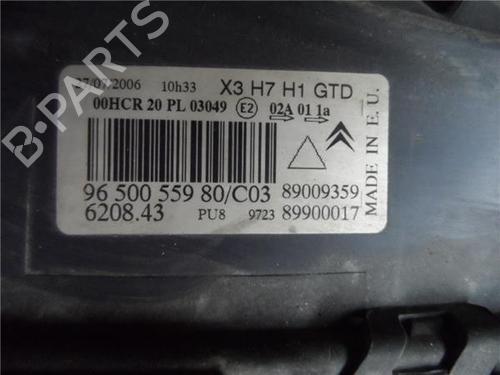 27/07/2006 10h33 X3 H7 H1 GTD
00HCR 20 PL 03049 E2 02A 01 1a
96 500 559 80/C03 89009359
6208.43 PU8 9723 89900017
MADE IN E.U.
B-PARTS